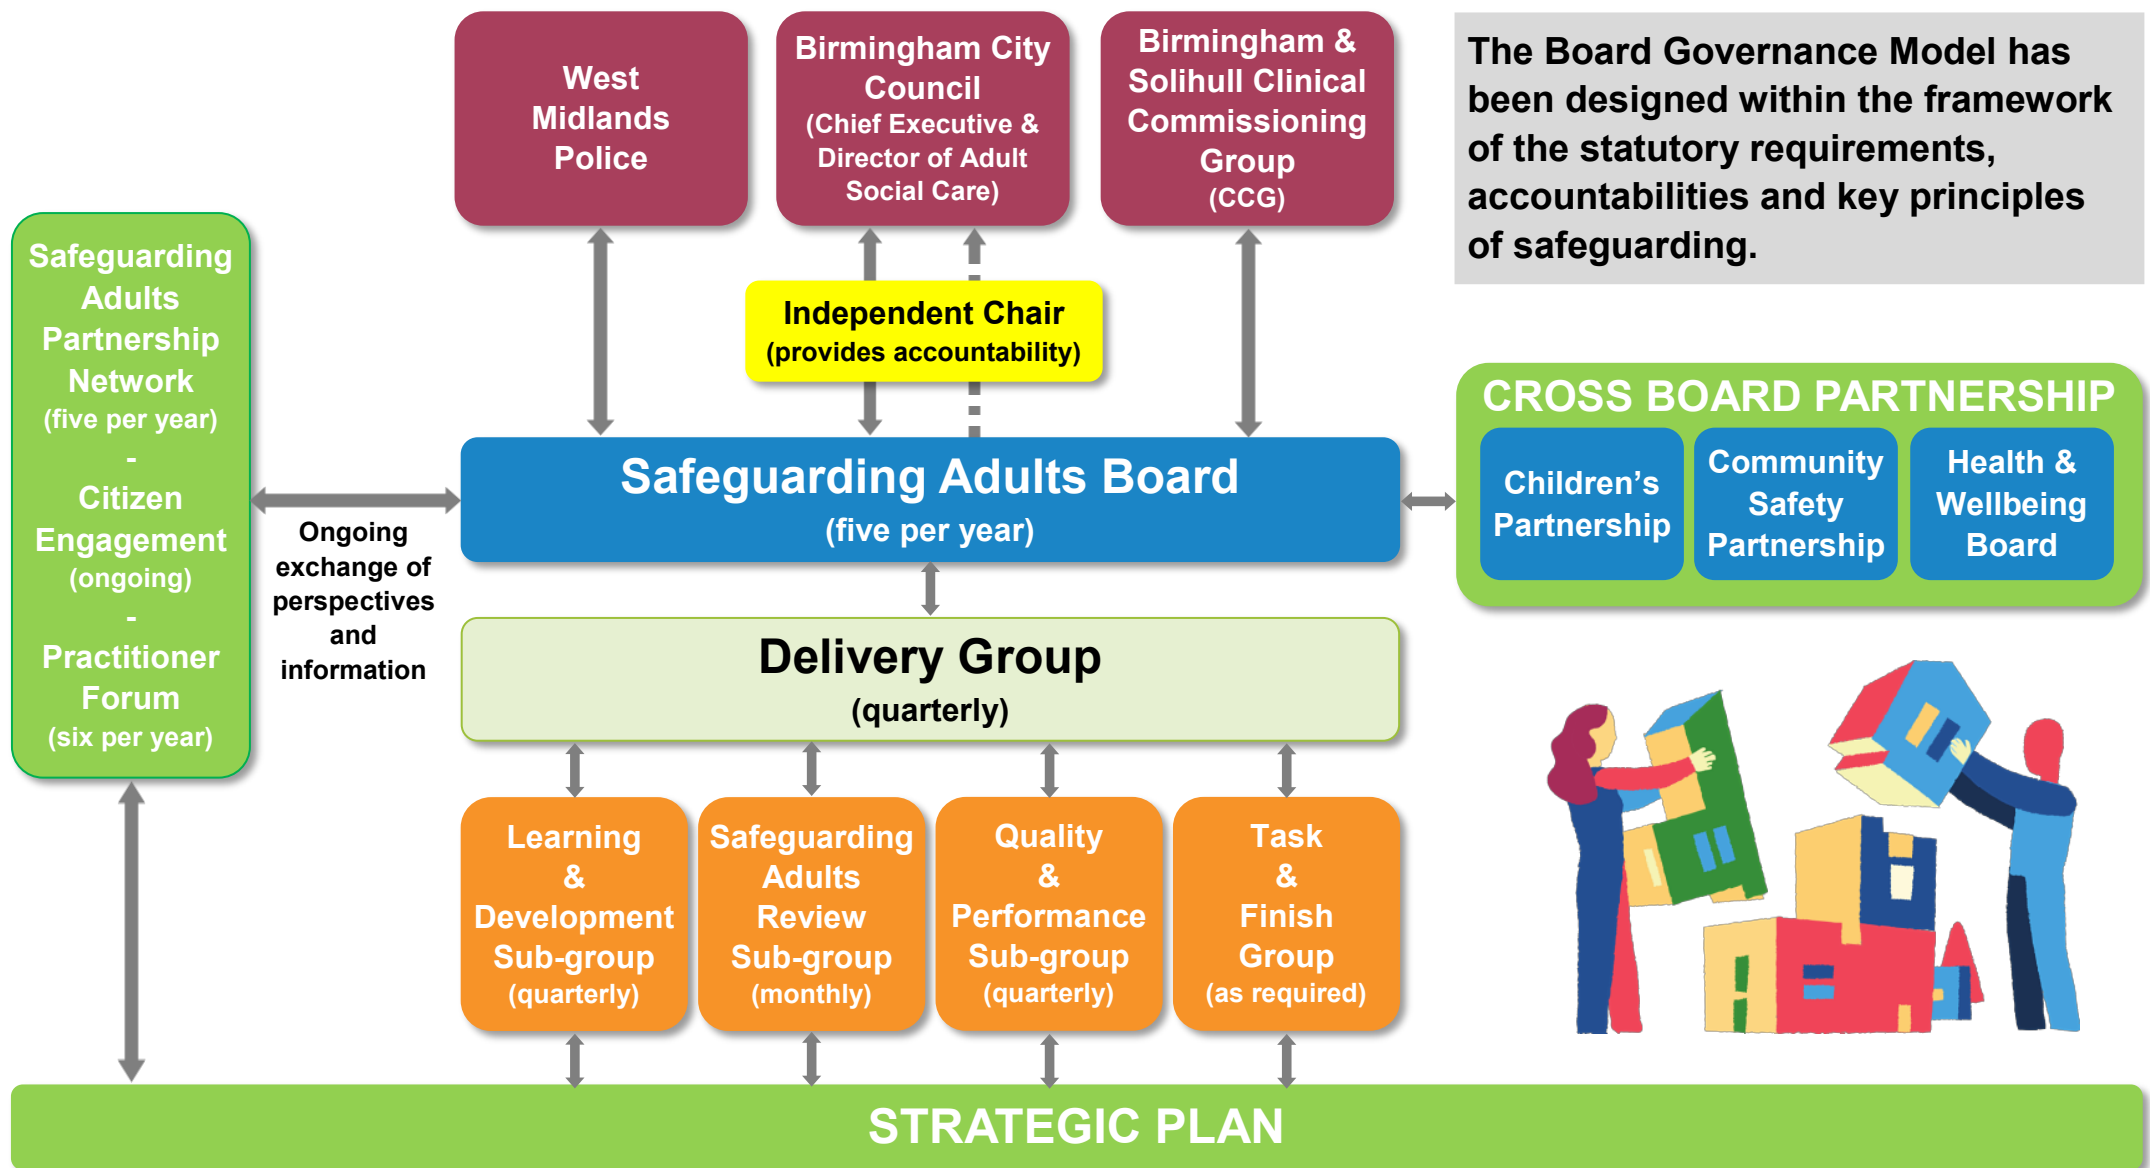 West
Midlands
Police
Birmingham City
Council
(Chief Executive &
Director of Adult
Social Care)
Birmingham &
Solihull Clinical
Commissioning
Group
(CCG)
The Board Governance Model has
been designed within the framework
of the statutory requirements,
accountabilities and key principles
of safeguarding.
Safeguarding
Adults
Partnership
Network
(five per year)
-
Citizen
Engagement
(ongoing)
-
Practitioner
Forum
(six per year)
Independent Chair
(provides accountability)
Ongoing
exchange of
perspectives
and
information
Safeguarding Adults Board
(five per year)
CROSS BOARD PARTNERSHIP
Children’s
Partnership
Community
Safety
Partnership
Health &
Wellbeing
Board
Delivery Group
(quarterly)
Learning
&
Development
Sub-group
(quarterly)
Safeguarding
Adults
Review
Sub-group
(monthly)
Quality
&
Performance
Sub-group
(quarterly)
Task
&
Finish
Group
(as required)
STRATEGIC PLAN